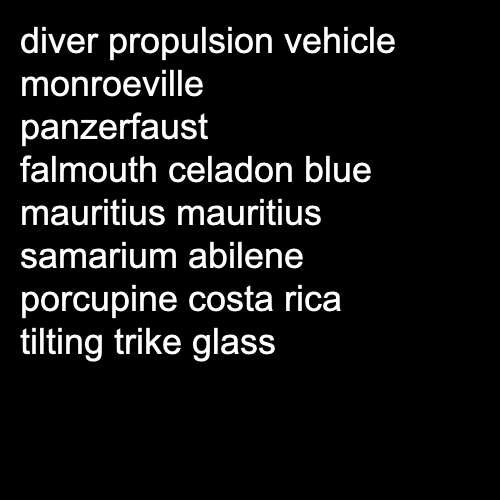 diver propulsion vehicle
monroeville
panzerfaust
falmouth celadon blue
mauritius mauritius
samarium abilene
porcupine costa rica
tilting trike glass